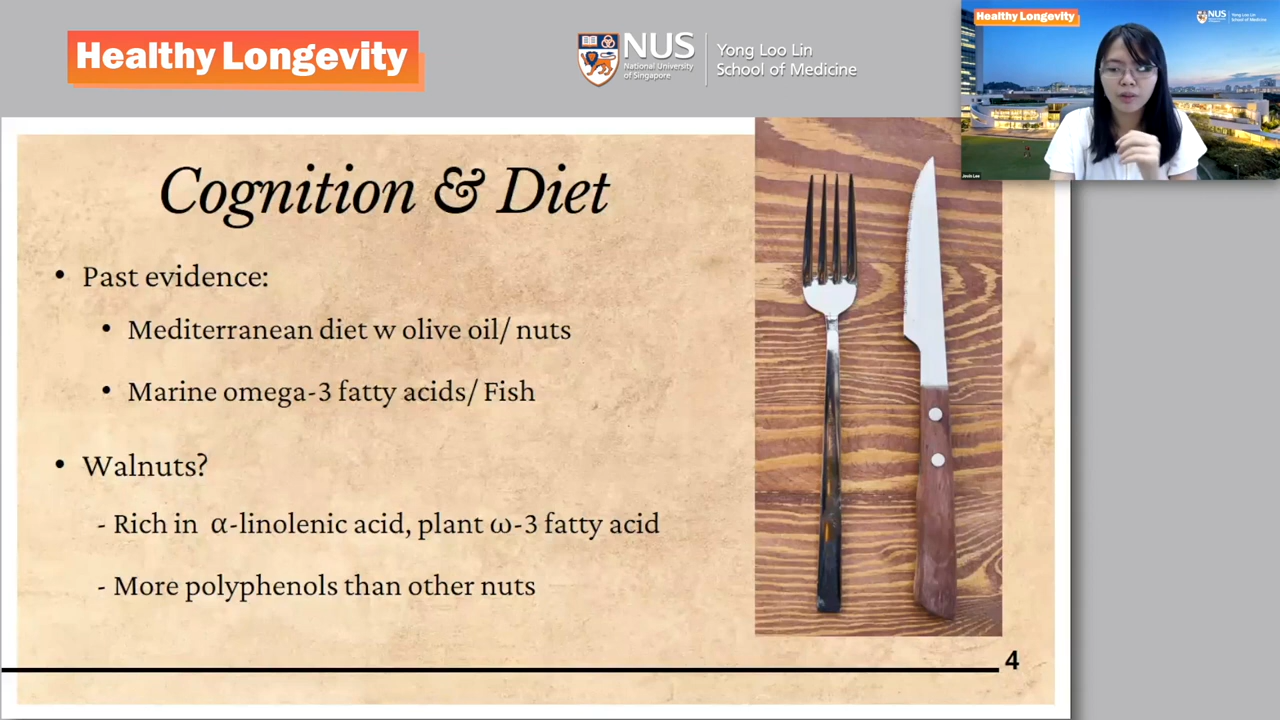 Healthy Longevity
NUS
National University
of Singapore
Yong Loo Lin
School of Medicine
Healthy Longevity
NUS
Yong Loo Lin
School of Medicine
Cognition & Diet
• Past evidence:
• Mediterranean diet w olive oil/ nuts
• Marine omega-3 fatty acids/ Fish
• Walnuts?
- Rich in α-linolenic acid, plant ω-3 fatty acid
- More polyphenols than other nuts
4